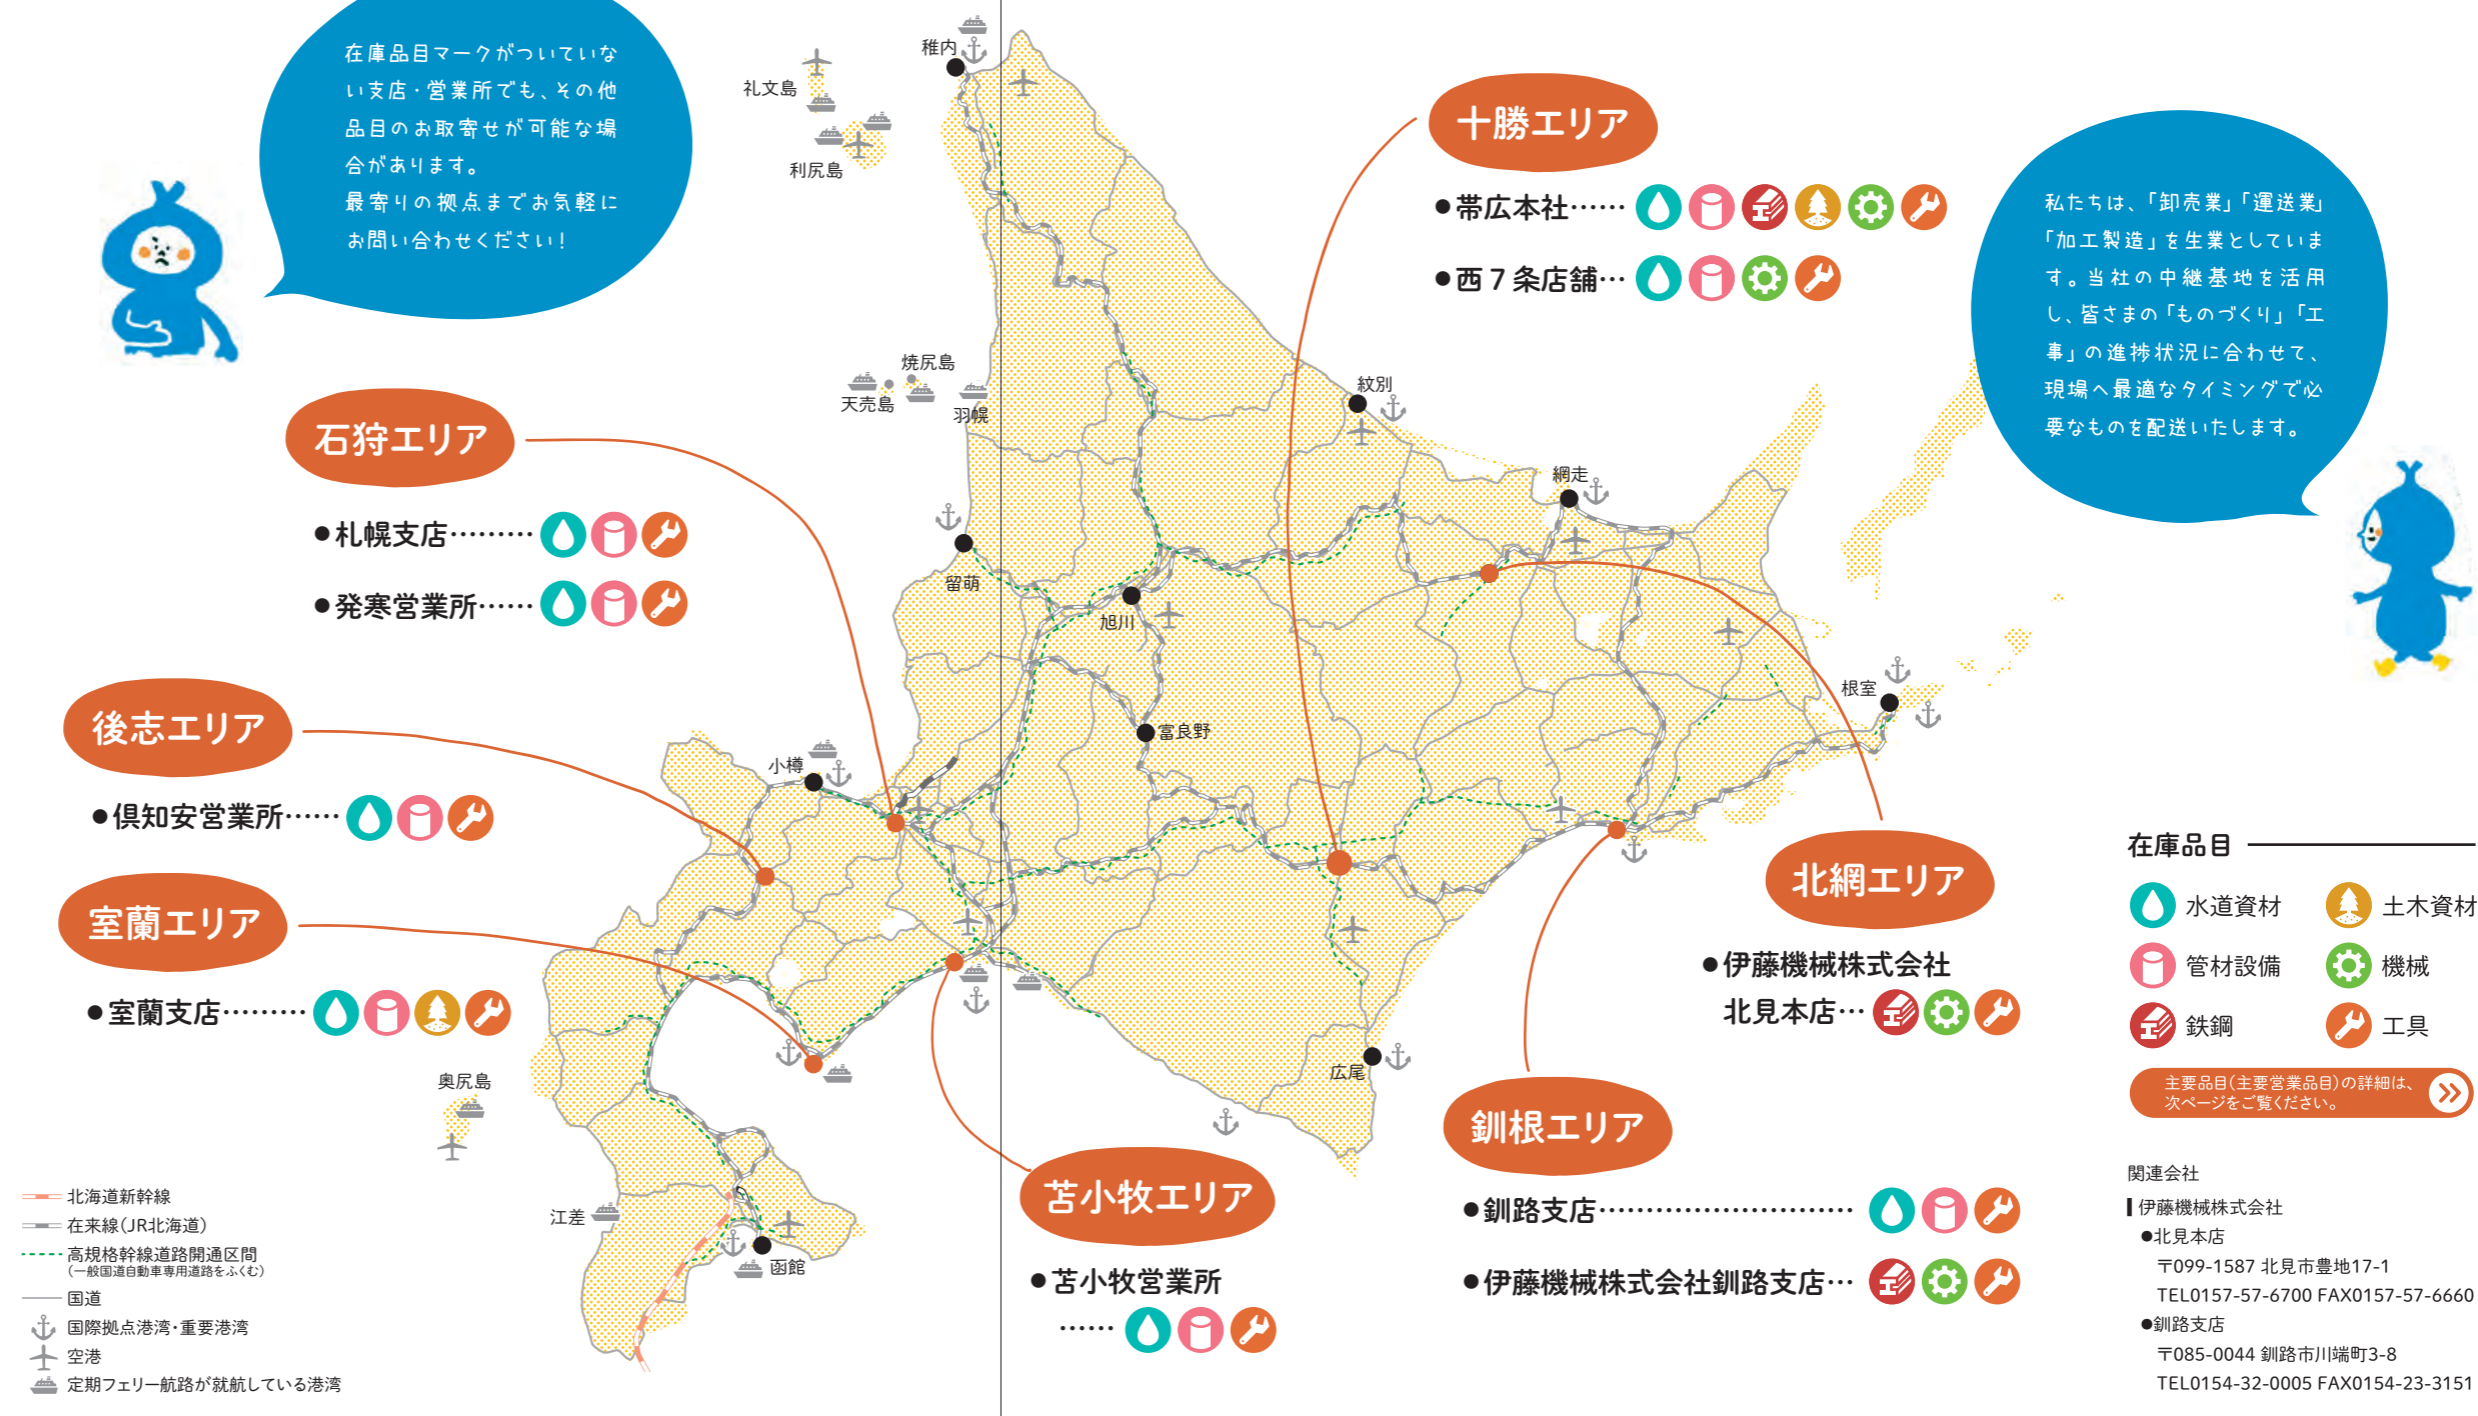 在庫品目マークがついていな
い支店・営業所でも、その他
品目のお取寄せが可能な場
合があります。
最寄りの拠点までお気軽に
お問い合わせください！
私たちは、「卸売業」「運送業」
「加工製造」を生業としていま
す。当社の中継基地を活用
し、皆さまの「ものづくり」「工
事」の進捗状況に合わせて、
現場へ最適なタイミングで必
要なものを配送いたします。
十勝エリア
●帯広本社……
●西７条店舗…
石狩エリア
●札幌支店………
●発寒営業所……
後志エリア
●倶知安営業所……
室蘭エリア
●室蘭支店………
苫小牧エリア
●苫小牧営業所
……
北網エリア
●伊藤機械株式会社
北見本店…
釧根エリア
●釧路支店………………………
●伊藤機械株式会社釧路支店…
稚内
礼文島
利尻島
焼尻島
天売島
羽幌
紋別
網走
留萌
旭川
富良野
根室
小樽
広尾
奥尻島
江差
函館
北海道新幹線
在来線（JR北海道）
高規格幹線道路開通区間
（一般国道自動車専用道路をふくむ）
国道
国際拠点港湾・重要港湾
空港
定期フェリー航路が就航している港湾
在庫品目
水道資材
土木資材
管材設備
機械
鉄鋼
工具
主要品目（主要営業品目）の詳細は、
次ページをご覧ください。
関連会社
伊藤機械株式会社
●北見本店
〒099-1587 北見市豊地17-1
TEL0157-57-6700 FAX0157-57-6660
●釧路支店
〒085-0044 釧路市川端町3-8
TEL0154-32-0005 FAX0154-23-3151